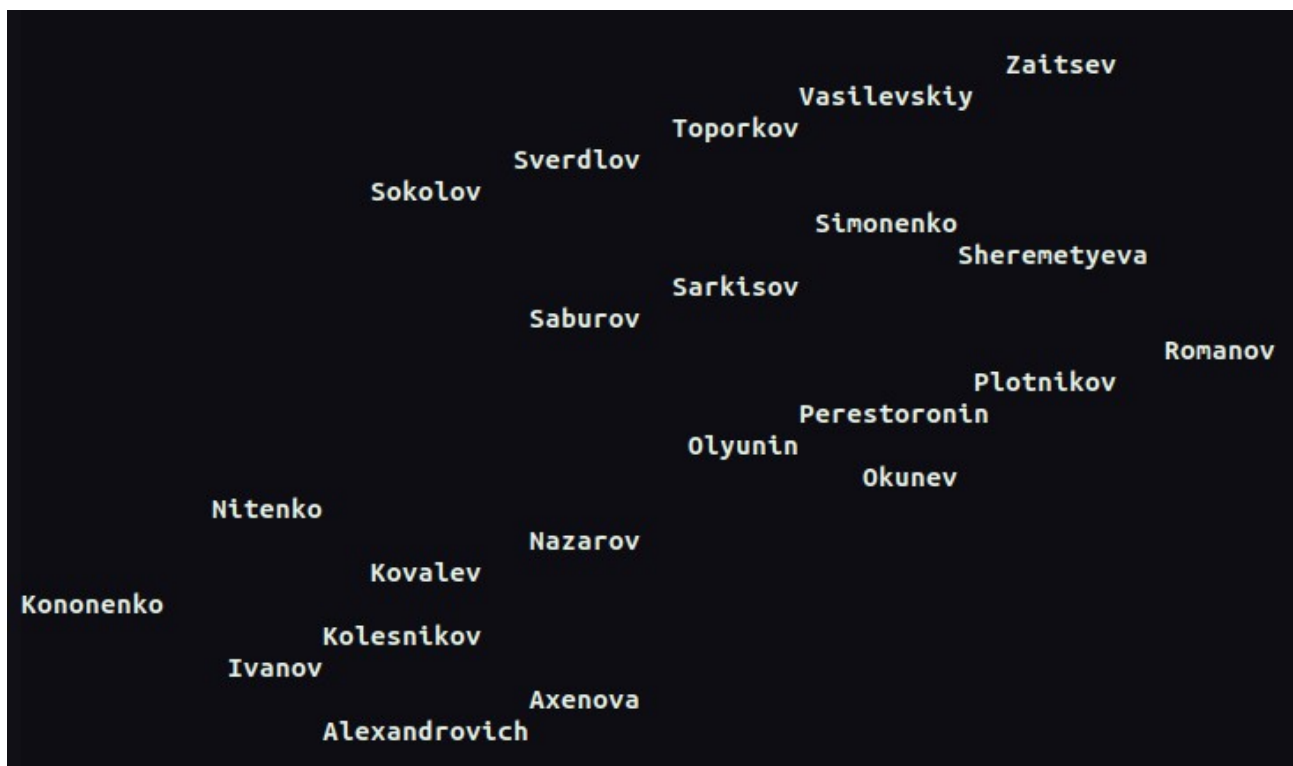 Zaitsev
Vasilevskiy
Toporkov
Sverdlov
Sokolov
Simonenko
Sheremetyeva
Sarkisov
Saburov
Romanov
Plotnikov
Perestoronin
Olyunin
Okunev
Nitenko
Nazarov
Kovalev
Kononenko
Kolesnikov
Ivanov
Axenova
Alexandrovich